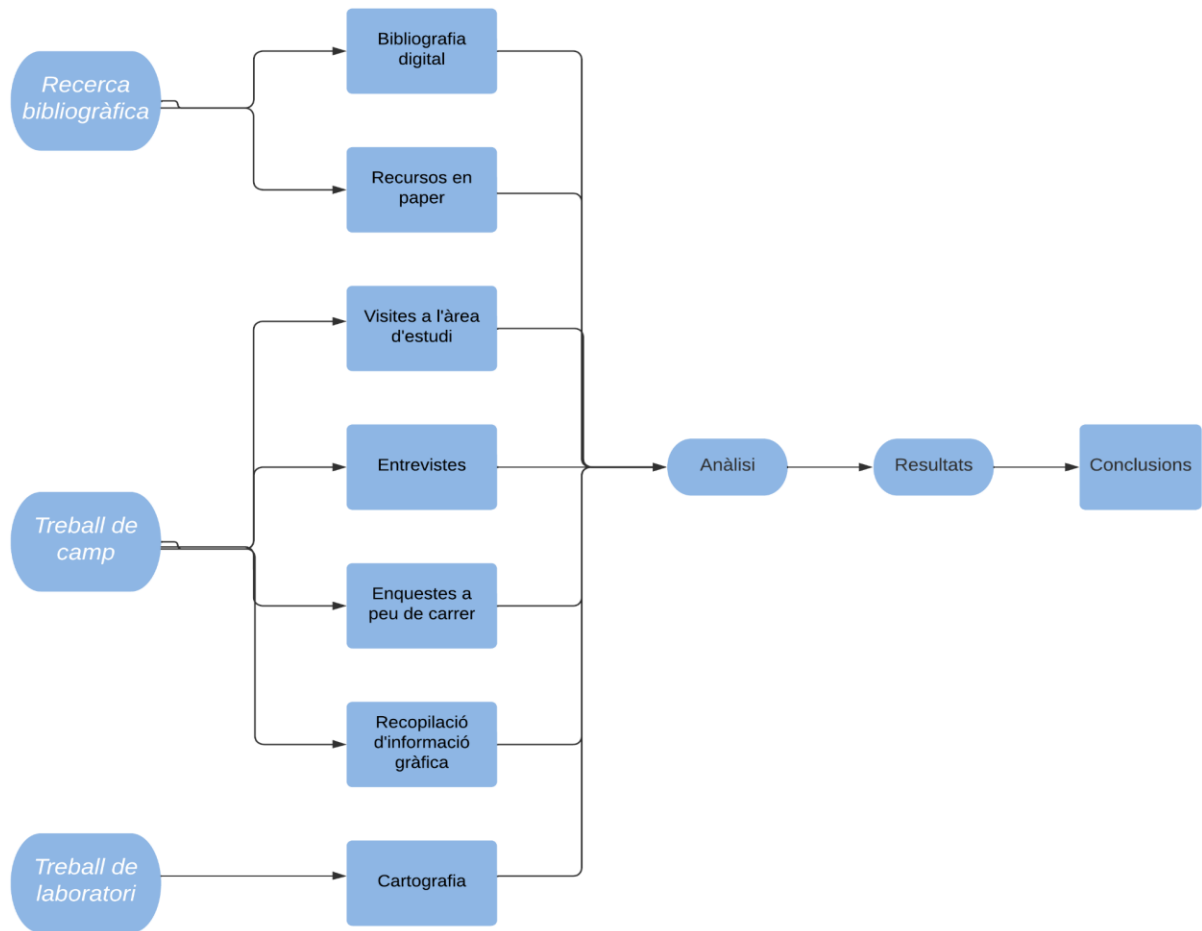 Recerca
bibliogràfica
Bibliografia
digital
Recursos en
paper
Treball de
camp
Visites a l'àrea
d'estudi
Entrevistes
Enquestes a
peu de carrer
Recopilació
d'informació
gràfica
Treball de
laboratori
Cartografia
Anàlisi
Resultats
Conclusions